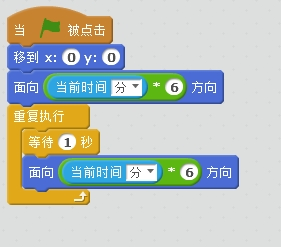 当 被点击
移到 x: 0 y: 0
面向 当前时间 分 * 6 方向
重复执行
等待 1 秒
面向 当前时间 分 * 6 方向